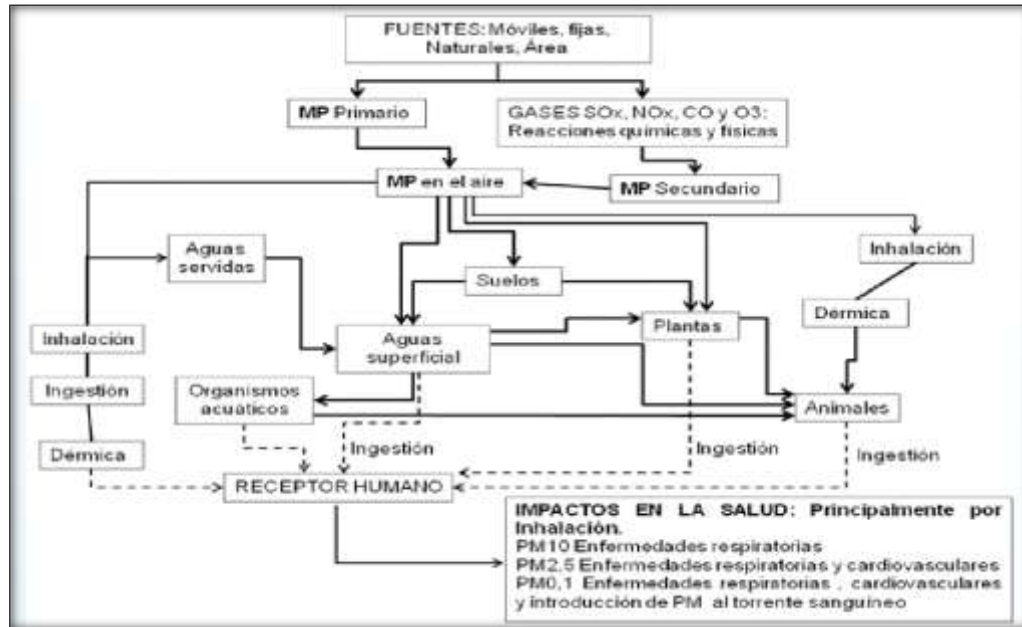 FUENTES: Móviles, fijas,
Naturales, Área
MP Primario
GASES SOx, NOx, CO y O3:
Reacciones químicas y físicas
MP en el aire
MP Secundario
Aguas
servidas
Inhalación
Suelos
Dérmica
Inhalación
Aguas
superficial
Plantas
Ingestión
Organismos
acuáticos
Animales
Dérmica
Ingestión
Ingestión
Ingestión
RECEPTOR HUMANO
IMPACTOS EN LA SALUD: Principalmente por
Inhalación.
PM10 Enfermedades respiratorias
PM2,5 Enfermedades respiratorias y cardiovasculares
PM0,1 Enfermedades respiratorias , cardiovasculares
y introducción de PM al torrente sanguíneo